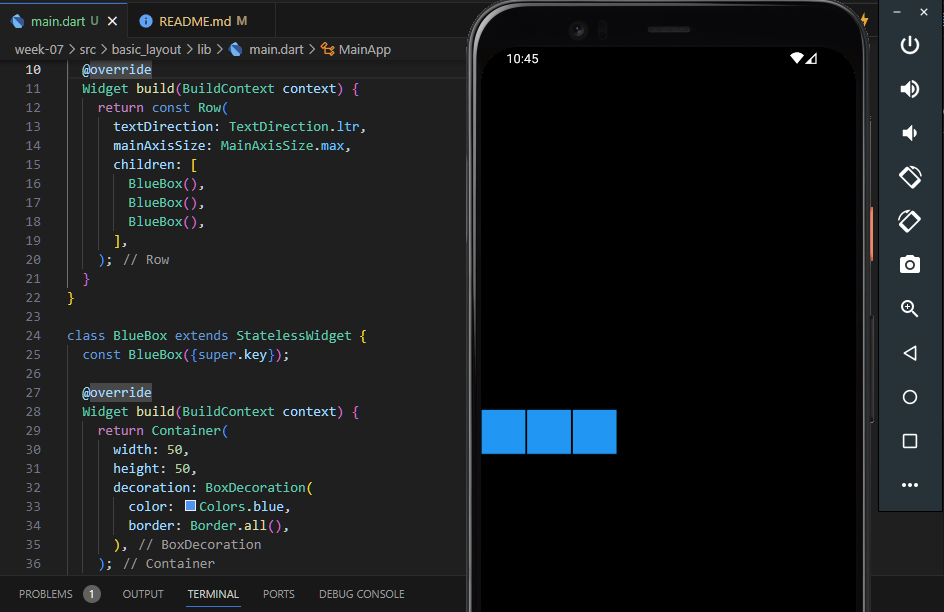 main.dart U
README.md M
week-07 > src > basic_layout > lib > main.dart > MainApp
10 @override
11 Widget build(BuildContext context) {
12 return const Row(
13 textDirection: TextDirection.ltr,
14 mainAxisSize: MainAxisSize.max,
15 children: [
16 BlueBox(),
17 BlueBox(),
18 BlueBox(),
19 ],
20 ); // Row
21 }
22 }
23
24 class BlueBox extends StatelessWidget {
25 const BlueBox({super.key});
26
27 @override
28 Widget build(BuildContext context) {
29 return Container(
30 width: 50,
31 height: 50,
32 decoration: BoxDecoration(
33 color: Colors.blue,
34 border: Border.all(),
35 ), // BoxDecoration
36 ); // Container
PROBLEMS 1 OUTPUT TERMINAL PORTS DEBUG CONSOLE
10:45